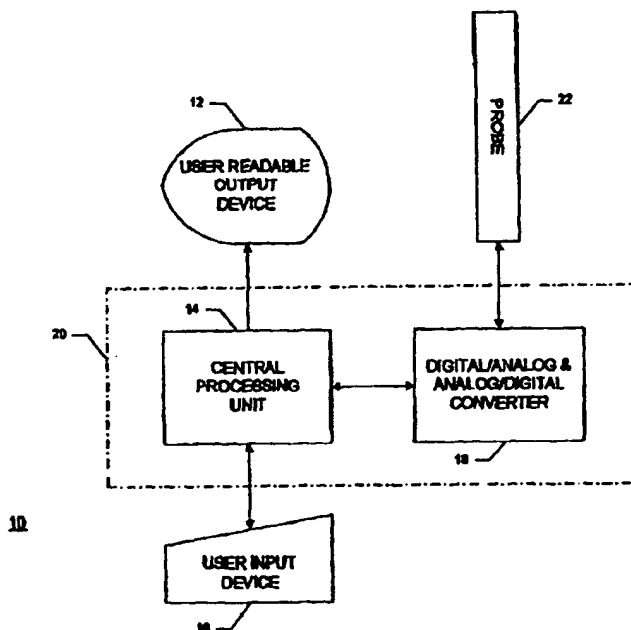 12
USER READABLE
OUTPUT
DEVICE
PROBE
22
20
14
CENTRAL
PROCESSING
UNIT
DIGITAL/ANALOG &
ANALOG/DIGITAL
CONVERTER
18
10
USER INPUT
DEVICE